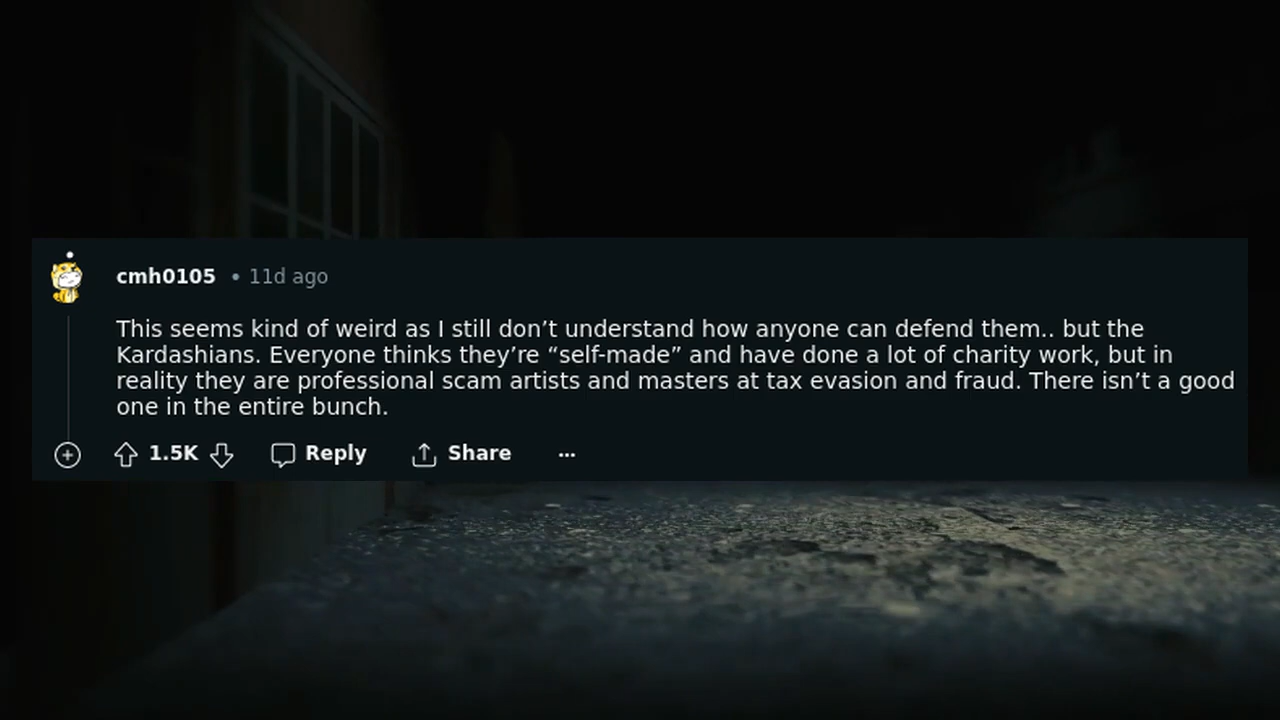 cmh0105 • 11d ago
This seems kind of weird as I still don’t understand how anyone can defend them.. but the
Kardashians. Everyone thinks they’re “self-made” and have done a lot of charity work, but in
reality they are professional scam artists and masters at tax evasion and fraud. There isn’t a good
one in the entire bunch.
1.5K Reply Share ...